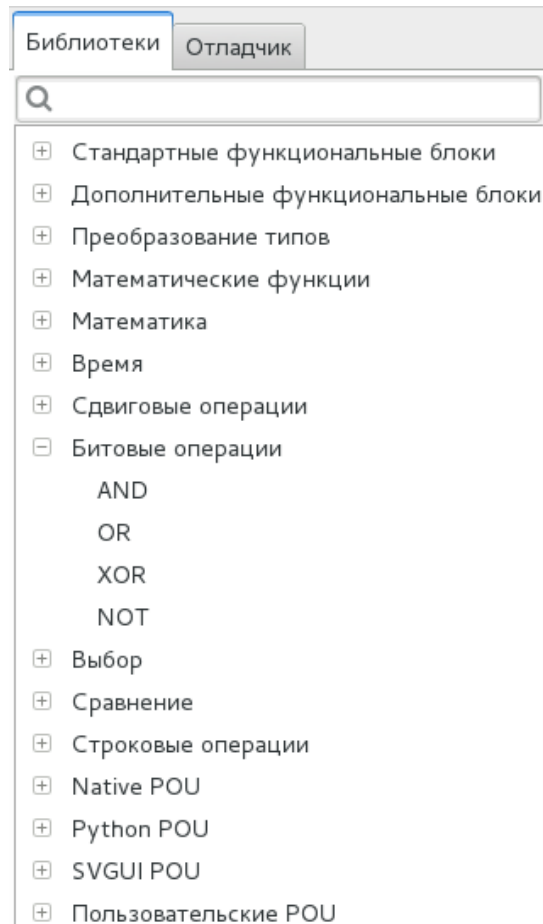 Библиотеки Отладчик
Стандартные функциональные блоки
Дополнительные функциональные блоки
Преобразование типов
Математические функции
Математика
Время
Сдвиговые операции
Битовые операции
AND
OR
XOR
NOT
Выбор
Сравнение
Строковые операции
Native POU
Python POU
SVGUI POU
Пользовательские POU